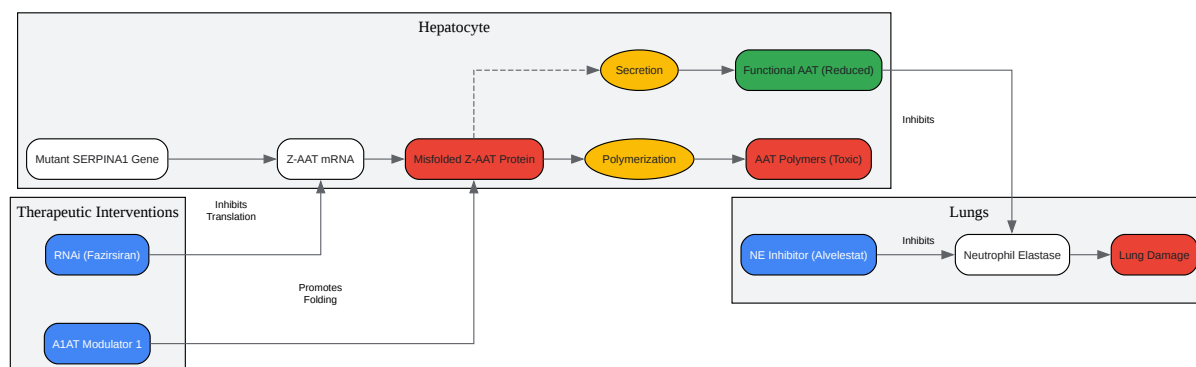 Hepatocyte
Secretion
Functional AAT (Reduced)
Inhibits
Mutant SERPINA1 Gene
Z-AAT mRNA
Misfolded Z-AAT Protein
Polymerization
AAT Polymers (Toxic)
Therapeutic Interventions
Inhibits
Translation
RNAi (Fazirsiran)
Promotes
Folding
A1AT Modulator 1
Lungs
NE Inhibitor (Alvelestat)
Inhibits
Neutrophil Elastase
Lung Damage